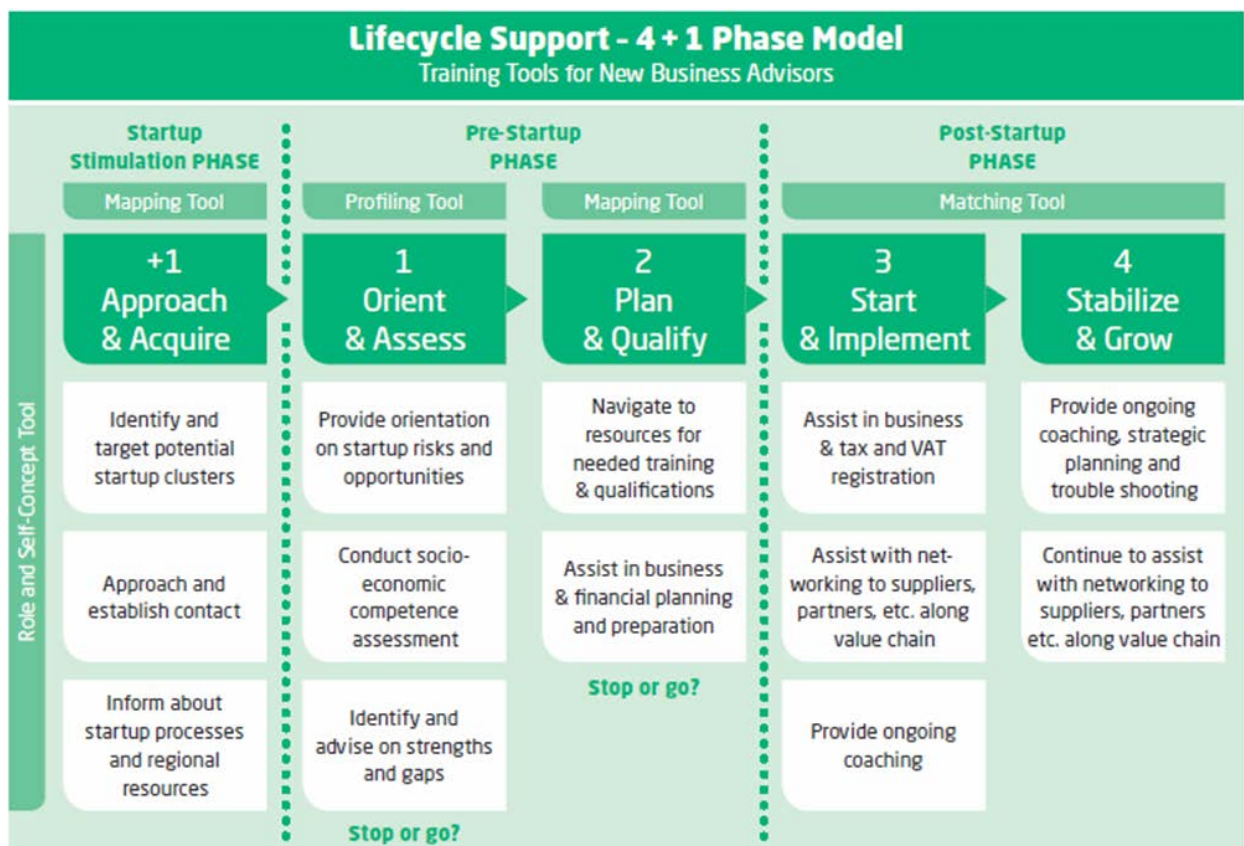 Lifecycle Support – 4 + 1 Phase Model
Training Tools for New Business Advisors
Startup
Stimulation PHASE
Pre-Startup
PHASE
Post-Startup
PHASE
Mapping Tool
Profiling Tool
Mapping Tool
Matching Tool
Role and Self-Concept Tool
+1
Approach
& Acquire
Identify and
target potential
startup clusters
Approach and
establish contact
Inform about
startup processes
and regional
resources
1
Orient
& Assess
Provide orientation
on startup risks and
opportunities
Conduct socio-
economic
competence
assessment
Identify and
advise on strengths
and gaps
Stop or go?
2
Plan
& Qualify
Navigate to
resources for
needed training
& qualifications
Assist in business
& financial planning
and preparation
Stop or go?
3
Start
& Implement
Assist in business
& tax and VAT
registration
Assist with net-
working to suppliers,
partners, etc. along
value chain
Provide ongoing
coaching
4
Stabilize
& Grow
Provide ongoing
coaching, strategic
planning and
trouble shooting
Continue to assist
with networking to
suppliers, partners
etc. along value chain